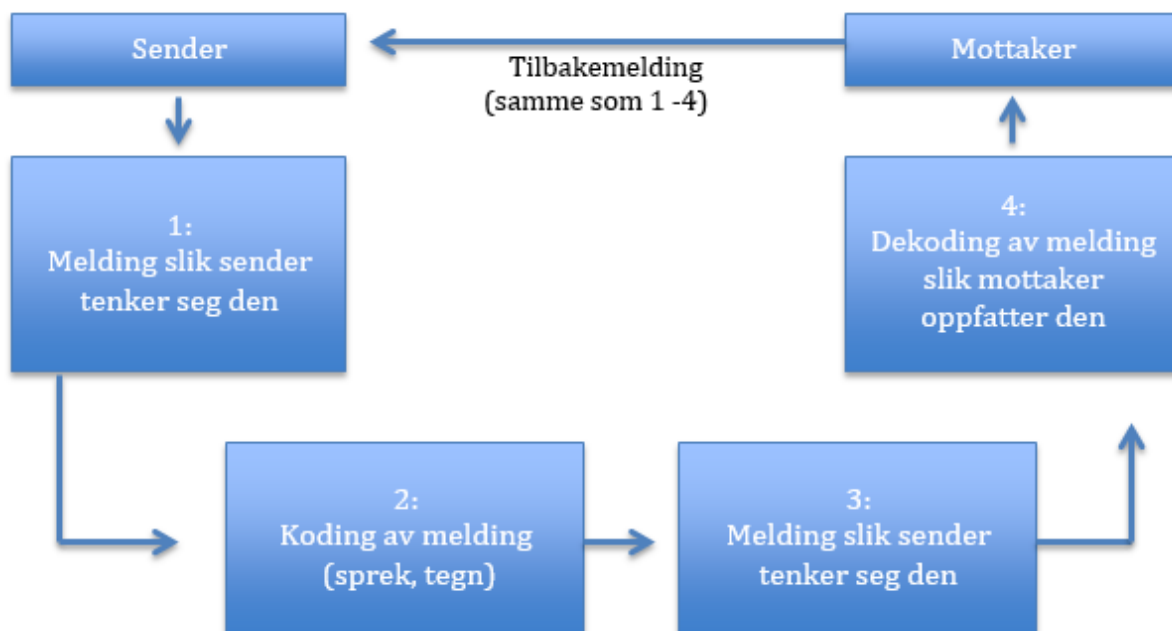 Sender
Mottaker
Tilbakemelding
(samme som 1 -4)
1:
Melding slik sender
tenker seg den
4:
Dekoding av melding
slik mottaker
oppfatter den
2:
Koding av melding
(sprek, tegn)
3:
Melding slik sender
tenker seg den